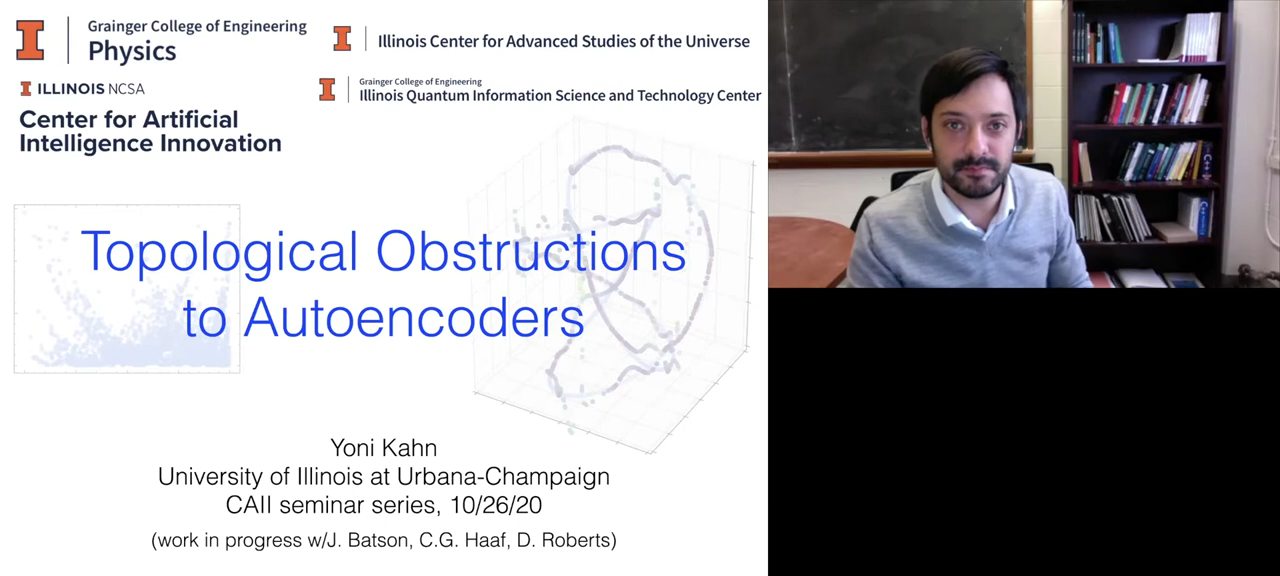 Grainger College of Engineering
Physics
Illinois Center for Advanced Studies of the Universe
ILLINOIS NCSA
Center for Artificial
Intelligence Innovation
Grainger College of Engineering
Illinois Quantum Information Science and Technology Center
Topological Obstructions
to Autoencoders
Yoni Kahn
University of Illinois at Urbana-Champaign
CAII seminar series, 10/26/20
(work in progress w/J. Batson, C.G. Haaf, D. Roberts)
C++